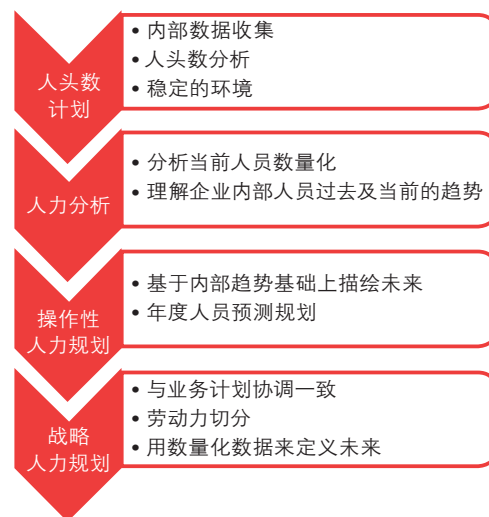 人头数
计划
• 内部数据收集
• 人头数分析
• 稳定的环境
人力分析
• 分析当前人员数量化
• 理解企业内部人员过去及当前的趋势
操作性
人力规划
• 基于内部趋势基础上描绘未来
• 年度人员预测规划
战略
人力规划
• 与业务计划协调一致
• 劳动力切分
• 用数量化数据来定义未来